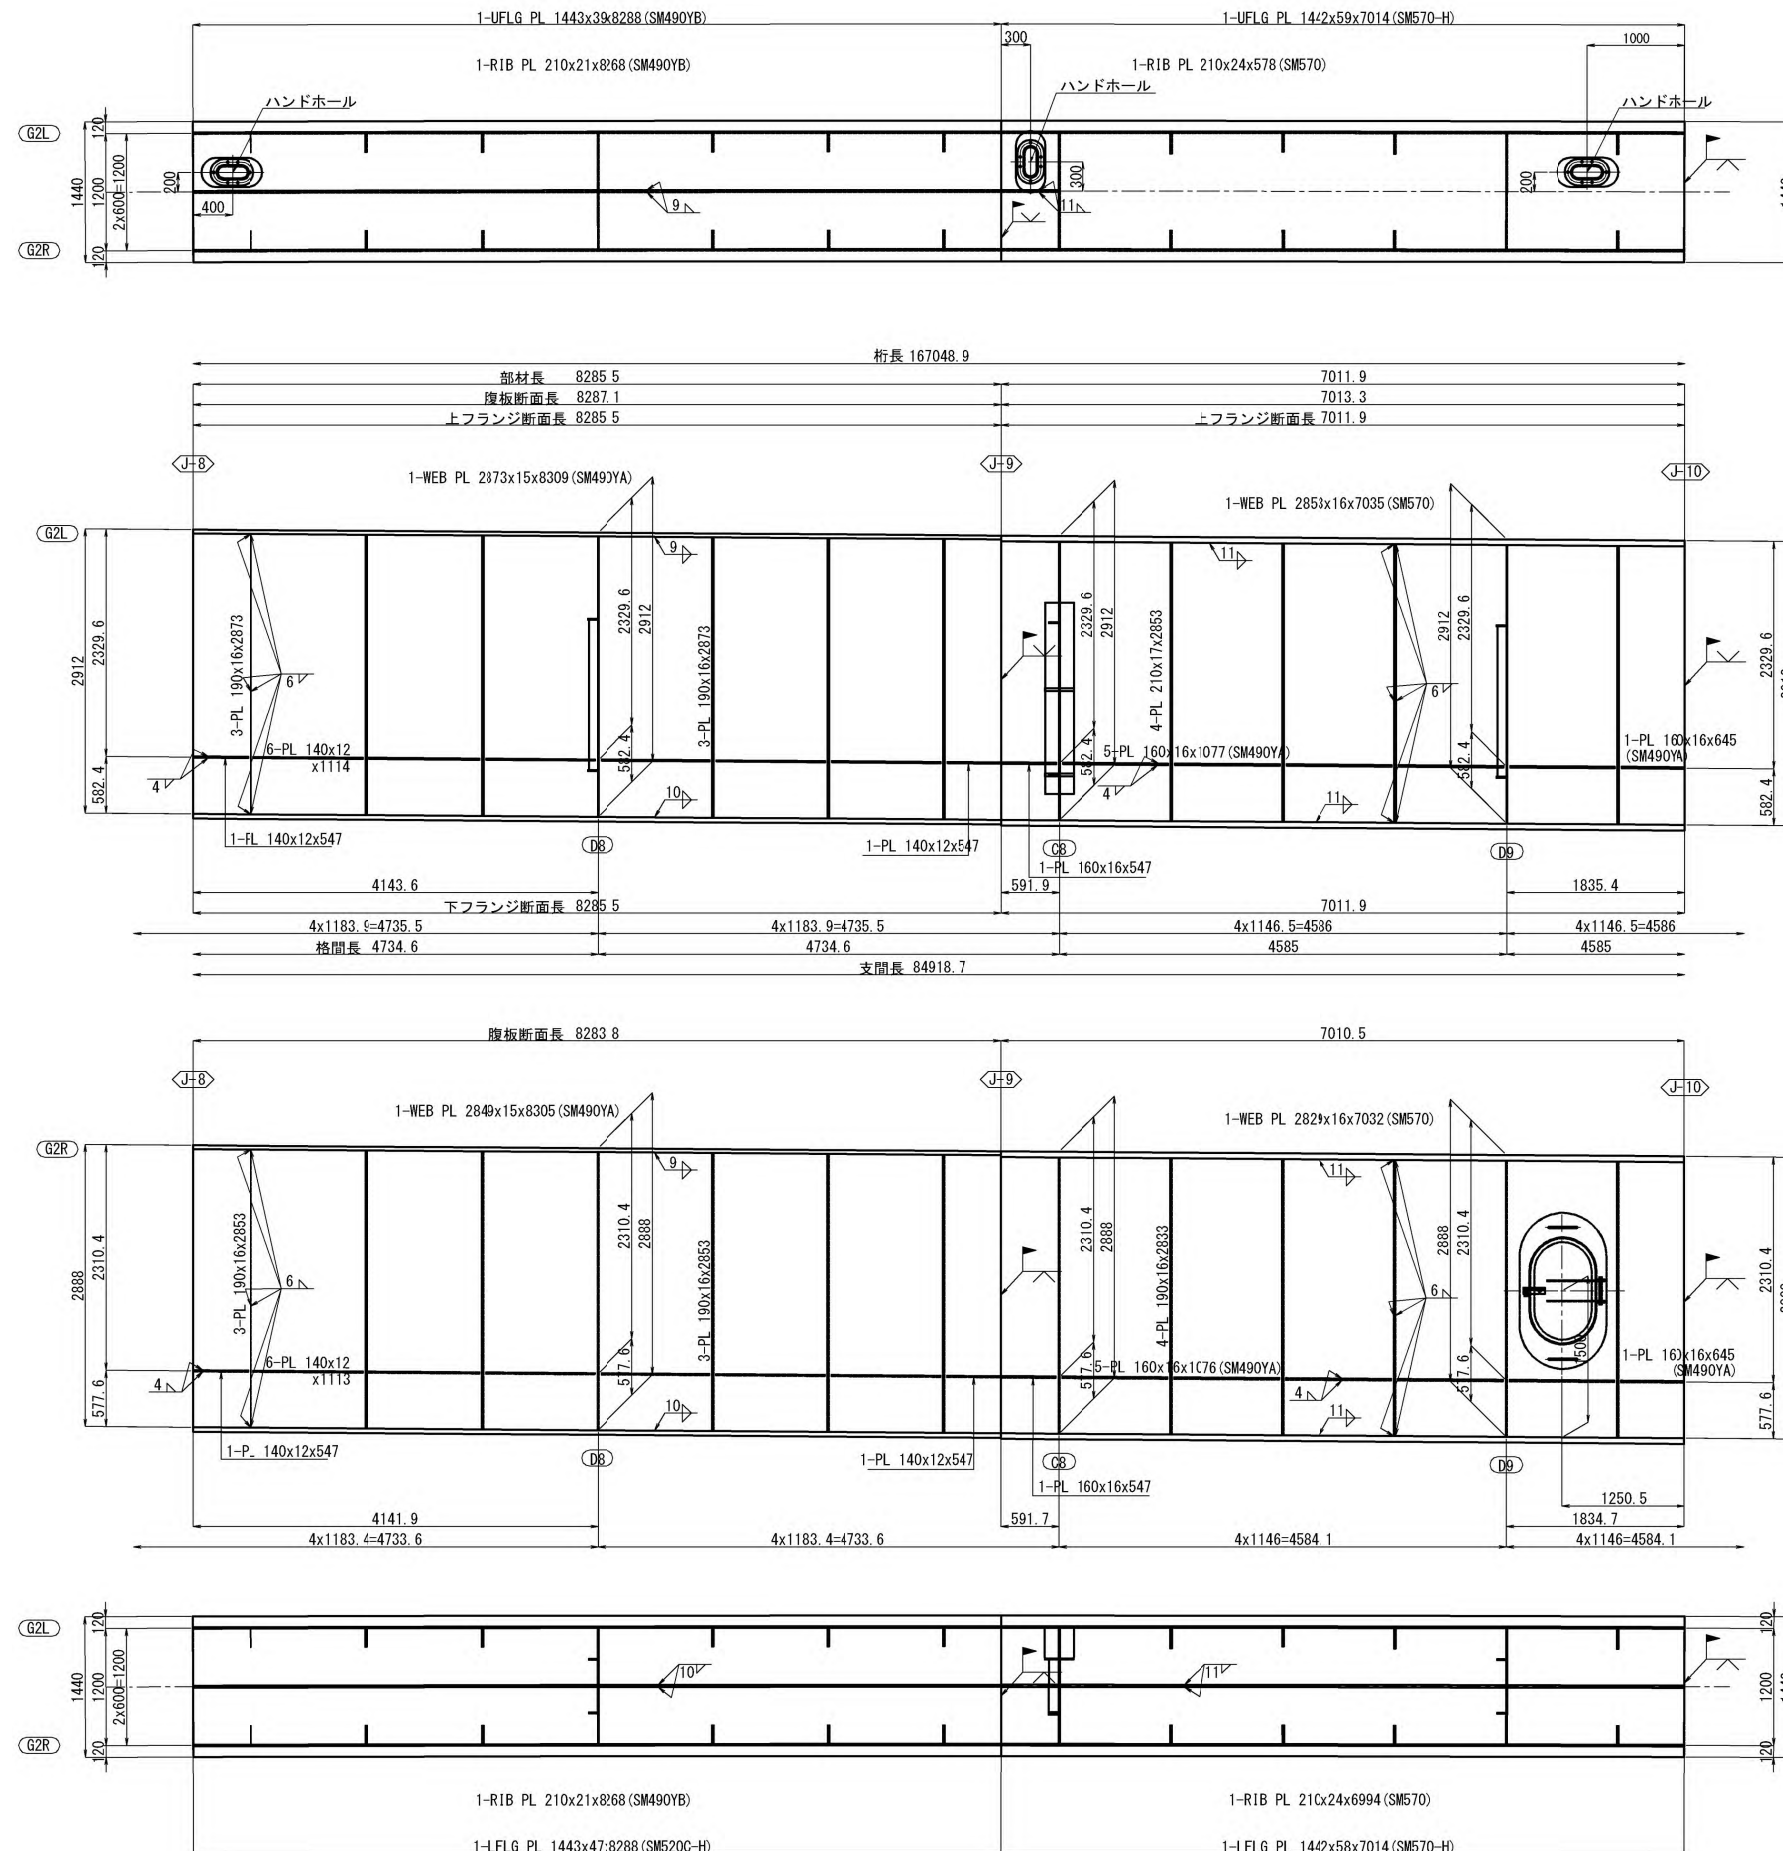 1-UFLG PL 1443x39x8288(SM490YB)
1-UFLG PL 1442x59x7014(SM570-H)
300
1000
1-RIB PL 210x21x8268(SM490YB)
1-RIB PL 210x24x578(SM570)
ハンドホール
ハンドホール
ハンドホール
G2L
120
1440
1200
2x600=1200
200
400
9
300
11
200
G2R
120
桁長 167048.9
部材長 8285.5
7011.9
腹板断面長 8287.1
7013.3
上フランジ断面長 8285.5
上フランジ断面長 7011.9
J-8
J-9
J-10
1-WEB PL 2873x15x8309(SM490YA)
1-WEB PL 2853x16x7035(SM570)
G2L
9
11
2912
2329.6
3-PL 190x16x2873
6
2329.6
2912
3-PL 190x16x2873
2329.6
2912
4-PL 210x17x2853
6
2912
2329.6
2329.6
6-PL 140x12
x1114
5-PL 160x16x1077(SM490YA)
1-PL 160x16x645
(SM490YA)
582.4
4
582.4
582.4
4
582.4
582.4
10
11
1-PL 140x12x547
D8
1-PL 140x12x547
C8
1-PL 160x16x547
D9
4143.6
591.9
1835.4
下フランジ断面長 8285.5
7011.9
4x1183.9=4735.5
4x1183.9=4735.5
4x1146.5=4586
4x1146.5=4586
格間長 4734.6
4734.6
4585
4585
支間長 84918.7
腹板断面長 8283.8
7010.5
J-8
J-9
J-10
1-WEB PL 2849x15x8305(SM490YA)
1-WEB PL 2829x16x7032(SM570)
G2R
9
11
2888
2310.4
3-PL 190x16x2853
6
2310.4
2888
3-PL 190x16x2853
2310.4
2888
4-PL 190x16x2833
6
2888
2310.4
2310.4
6-PL 140x12
x1113
5-PL 160x16x1076(SM490YA)
1500
1-PL 160x16x645
(SM490YA)
577.6
4
577.6
577.6
4
577.6
577.6
10
11
1-PL 140x12x547
D8
1-PL 140x12x547
C8
1-PL 160x16x547
D9
1250.5
4141.9
591.7
1834.7
4x1183.4=4733.6
4x1183.4=4733.6
4x1146=4584.1
4x1146=4584.1
G2L
120
120
1440
1200
2x600=1200
10
11
1200
G2R
120
120
1-RIB PL 210x21x8268(SM490YB)
1-RIB PL 210x24x6994(SM570)
1-LFLG PL 1443x47x8288(SM520C-H)
1-LFLG PL 1442x58x7014(SM570-H)